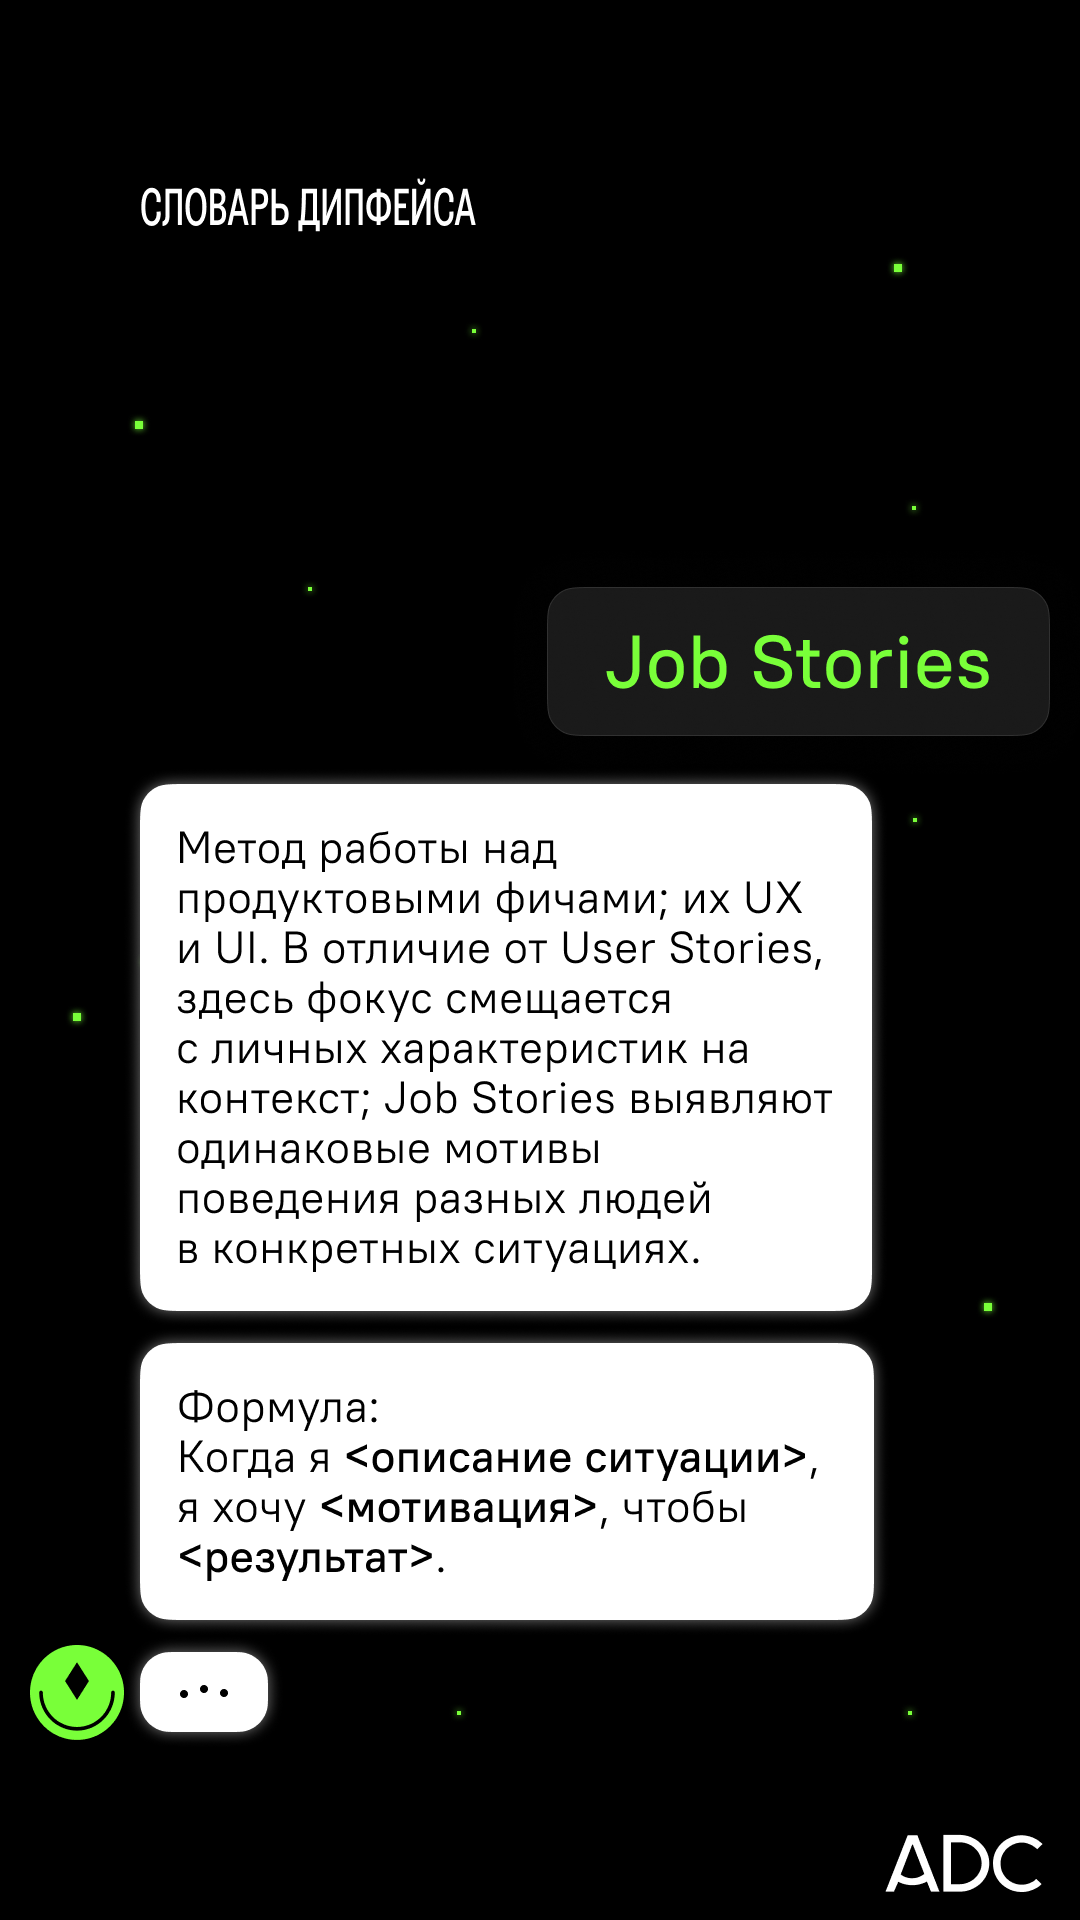 СЛОВАРЬ ДИПФЕЙСА
Job Stories
Метод работы над
продуктовыми фичами; их UX
и UI. В отличие от User Stories,
здесь фокус смещается
с личных характеристик на
контекст; Job Stories выявляют
одинаковые мотивы
поведения разных людей
в конкретных ситуациях.
Формула:
Когда я <описание ситуации>,
я хочу <мотивация>, чтобы
<результат>.
ADC